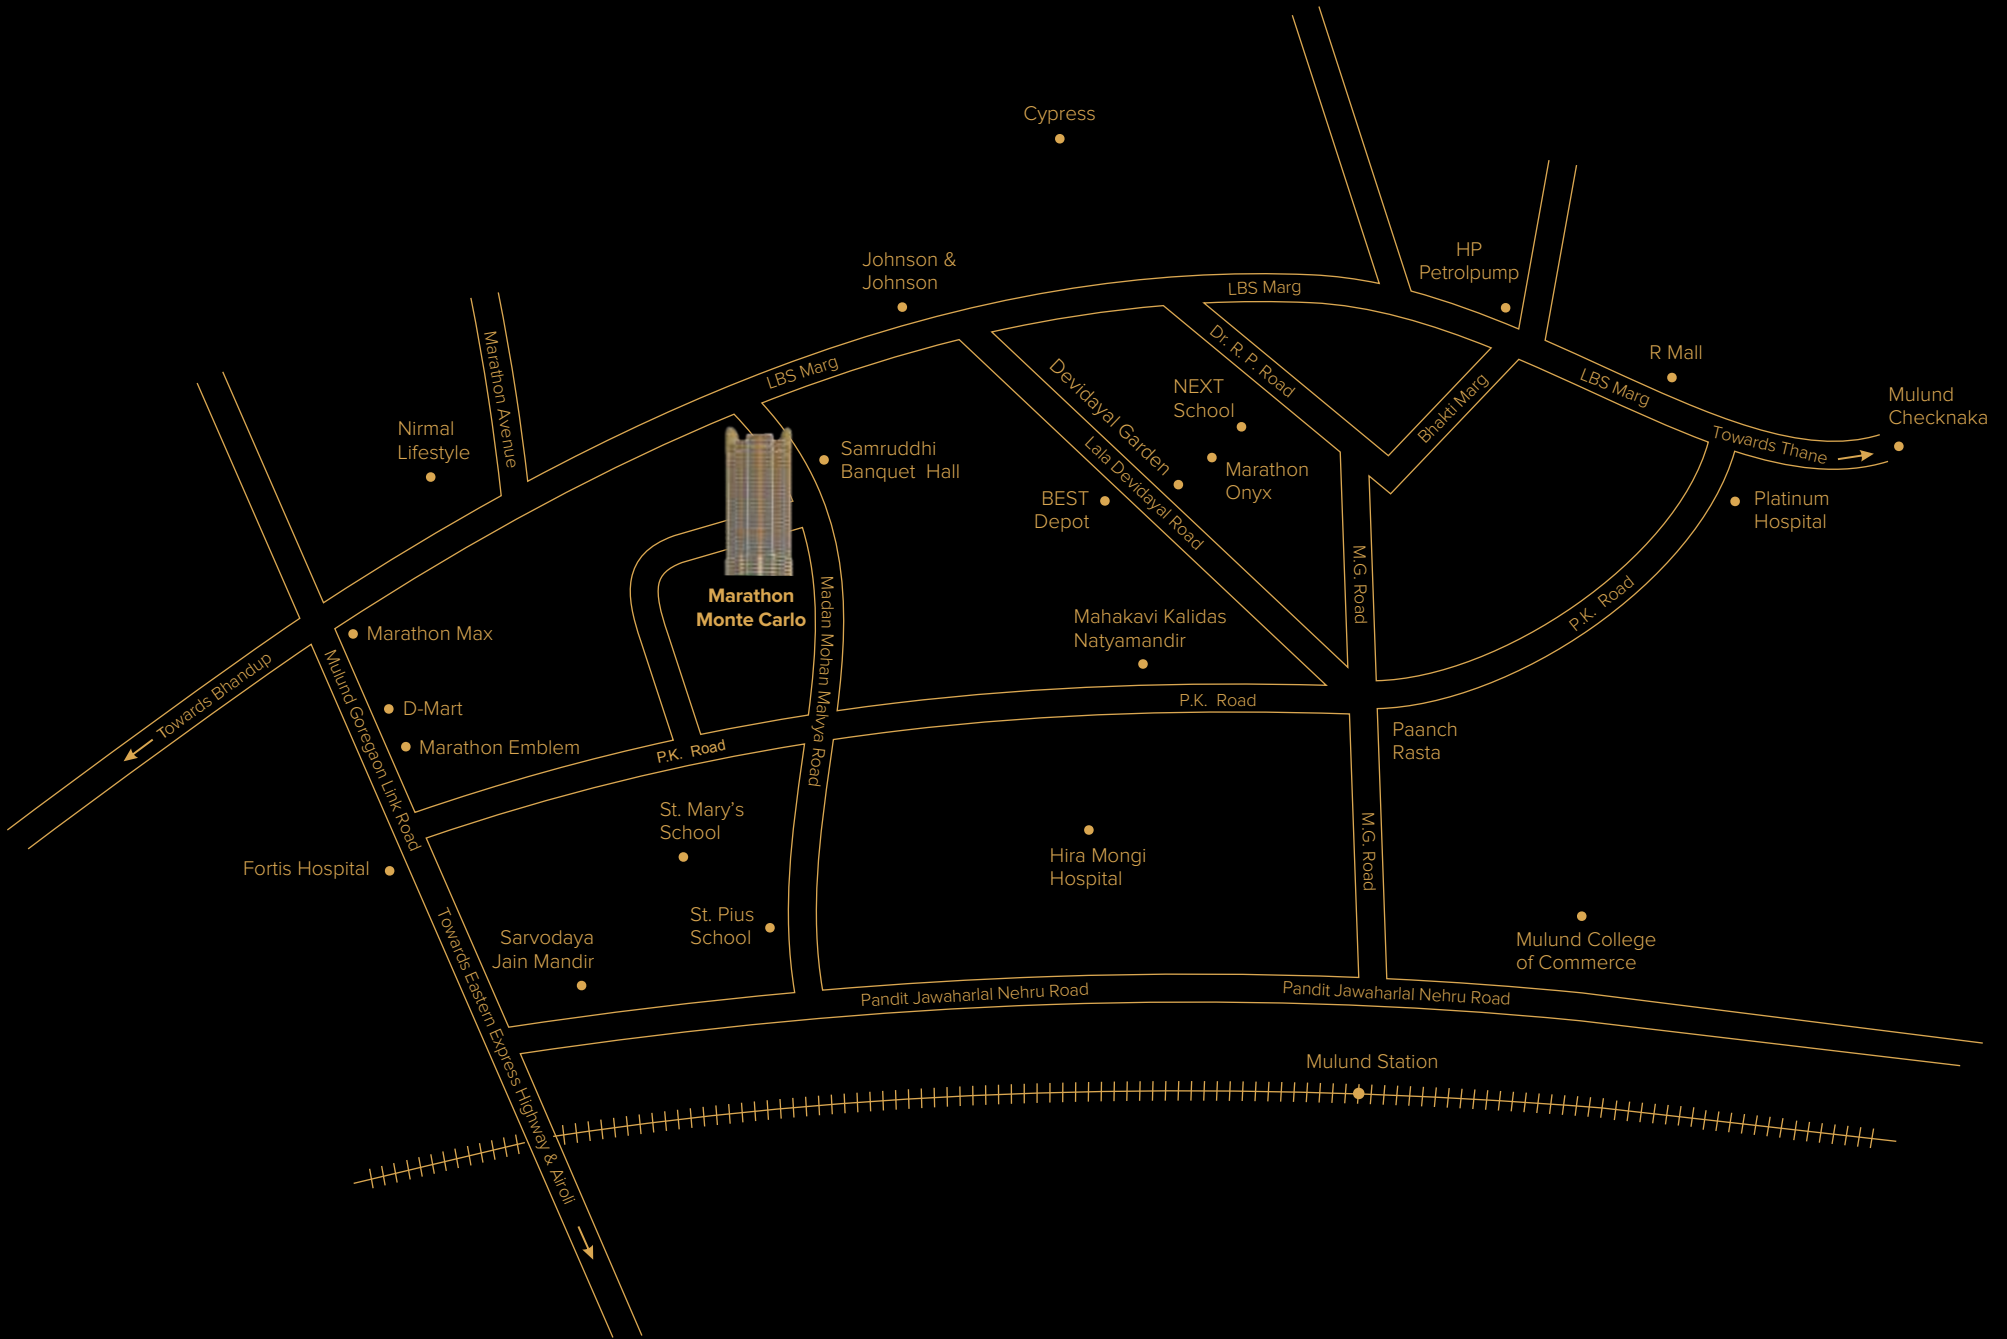 Cypress
HP
Petrolpump
Johnson &
Johnson
LBS Marg
Marathon Avenue
LBS Marg
Dr. R. P. Road
R Mall
LBS Marg
Mulund
Checknaka
Towards Thane
Nirmal
Lifestyle
Samruddhi
Banquet Hall
Devidayal Garden
Lala Devidayal Road
NEXT
School
Bhakti Marg
Marathon
Onyx
BEST
Depot
Platinum
Hospital
Marathon
Monte Carlo
Madan Mohan Malvya Road
M.G. Road
P.K. Road
Mahakavi Kalidas
Natyamandir
Marathon Max
Towards Bhandup
Mulund Goregaon Link Road
D-Mart
Marathon Emblem
P.K. Road
P.K. Road
Paanch
Rasta
St. Mary's
School
M.G. Road
Hira Mongi
Hospital
Fortis Hospital
St. Pius
School
Sarvodaya
Jain Mandir
Mulund College
of Commerce
Towards Eastern Express Highway & Airoli
Pandit Jawaharlal Nehru Road
Pandit Jawaharlal Nehru Road
Mulund Station